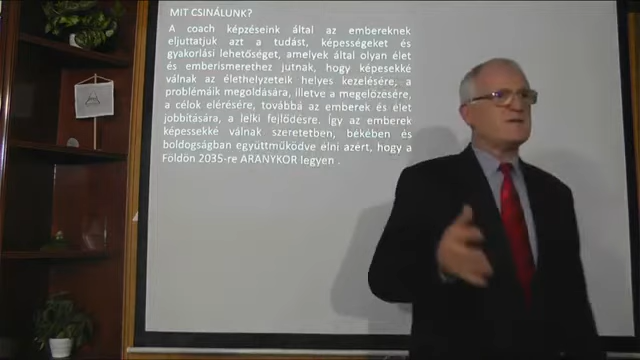 MIT CSINÁLUNK?
A coach képzéseink által az embereknek
eljuttatjuk azt a tudást, képességeket és
gyakorlási lehetőséget, amelyek által olyan élet
és emberismerethez jutnak, hogy képesekké
válnak az élethelyzeteik helyes kezelésére, a
problémáik megoldására, illetve a megelőzésére,
a célok elérésére, továbbá az emberek és élet
jobbítására, a lelki fejlődésre. Így az emberek
képessekké válnak szeretetben, békében és
boldogságban együttműködve élni azért, hogy a
Földön 2035-re ARANYKOR legyen .